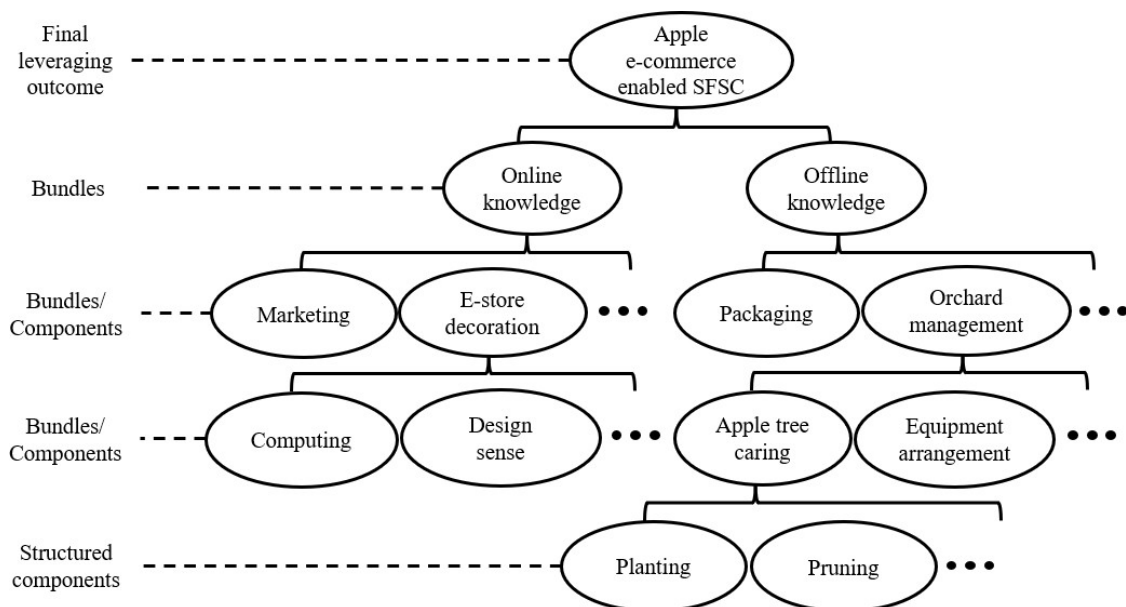 Final
leveraging
outcome
Apple
e-commerce
enabled SFSC
Bundles
Online
knowledge
Offline
knowledge
Bundles/
Components
Marketing
E-store
decoration
Packaging
Orchard
management
Bundles/
Components
Computing
Design
sense
Apple tree
caring
Equipment
arrangement
Structured
components
Planting
Pruning